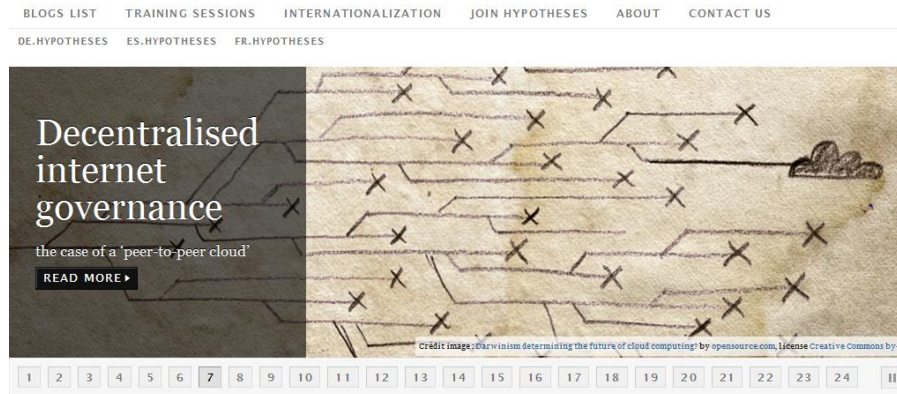 BLOGS LIST TRAINING SESSIONS INTERNATIONALIZATION JOIN HYPOTHESES ABOUT CONTACT US
DE.HYPOTHESES ES.HYPOTHESES FR.HYPOTHESES
Decentralised
internet
governance
the case of a ‘peer-to-peer cloud’
READ MORE
Crédit image : Darwinism determining the future of cloud computing? by opensource.com, license Creative Commons by-
1 2 3 4 5 6 7 8 9 10 11 12 13 14 15 16 17 18 19 20 21 22 23 24